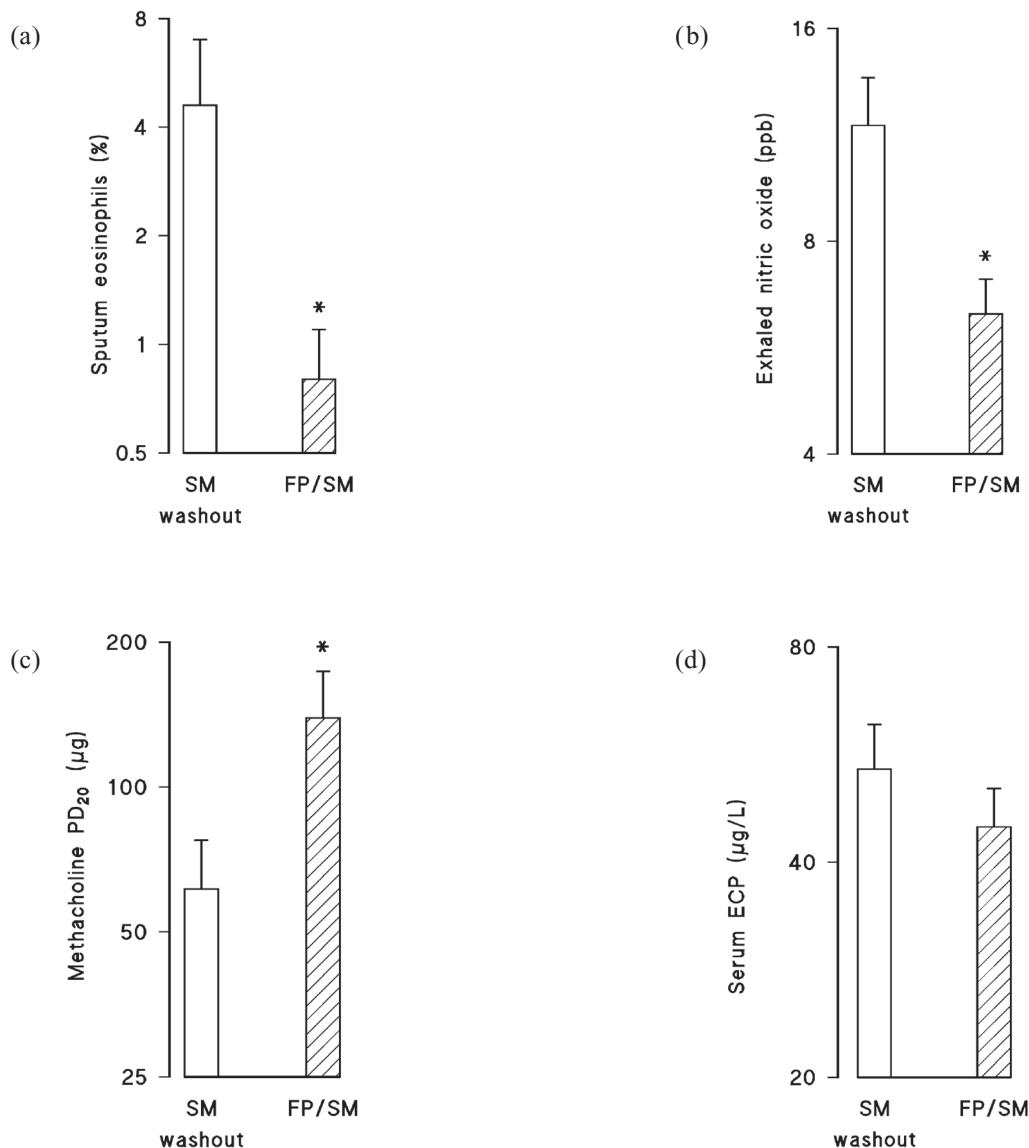 (a)
Sputum eosinophils (%)
8
4
2
1
0.5
*
SM
washout
FP/SM
(b)
Exhaled nitric oxide (ppb)
16
8
4
*
SM
washout
FP/SM
(c)
Methacholine PD₂₀ (µg)
200
100
50
25
*
SM
washout
FP/SM
(d)
Serum ECP (µg/L)
80
40
20
SM
washout
FP/SM